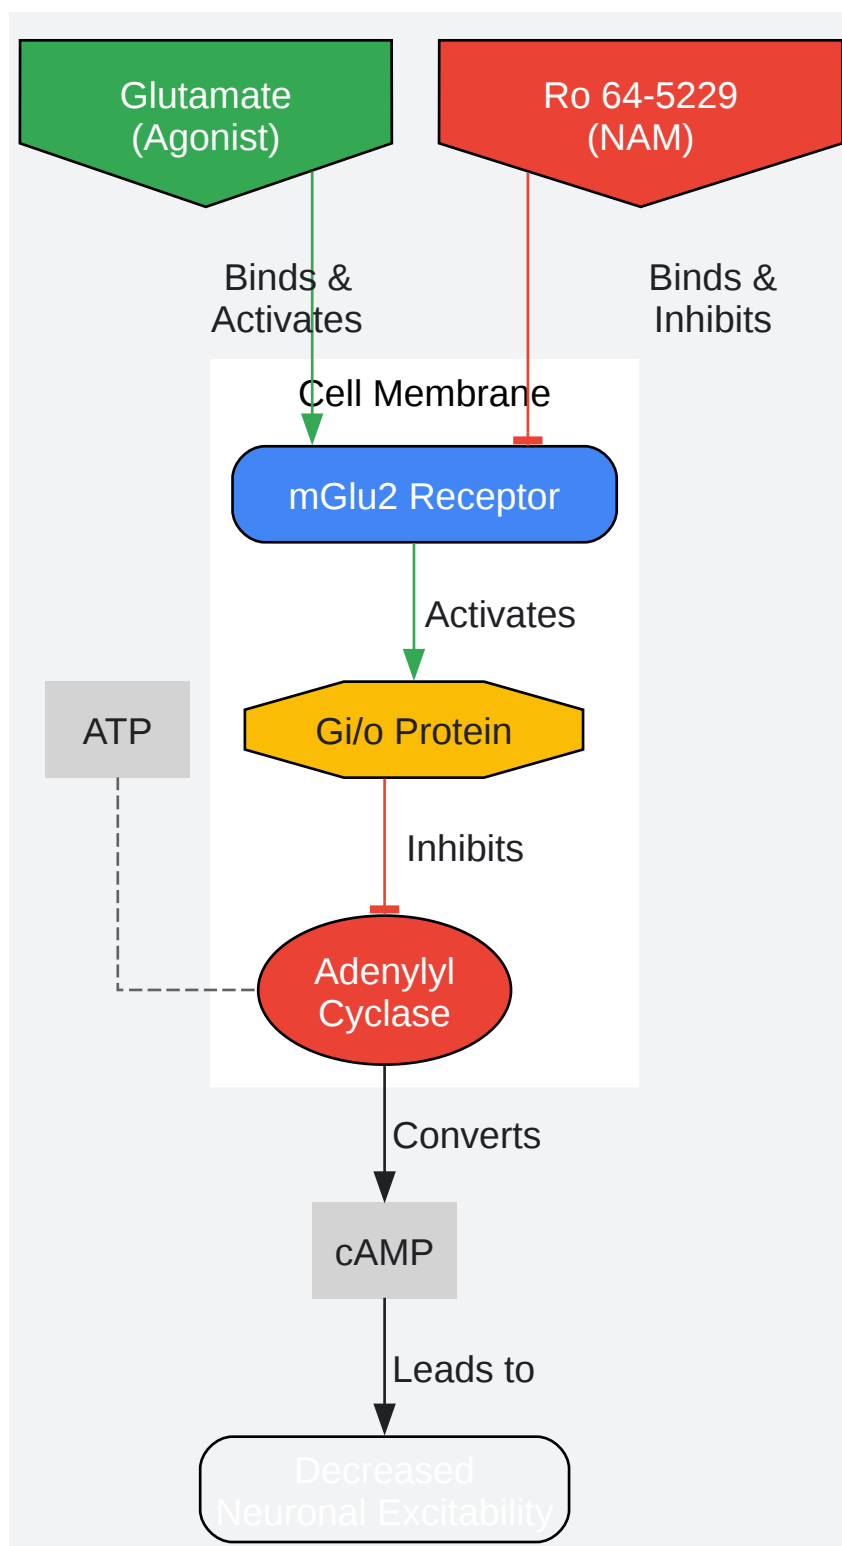 Glutamate
(Agonist)
Ro 64-5229
(NAM)
Binds &
Activates
Binds &
Inhibits
Cell Membrane
mGlu2 Receptor
Activates
ATP
Gi/o Protein
Inhibits
Adenylyl
Cyclase
Converts
cAMP
Leads to
Decreased
Neuronal Excitability